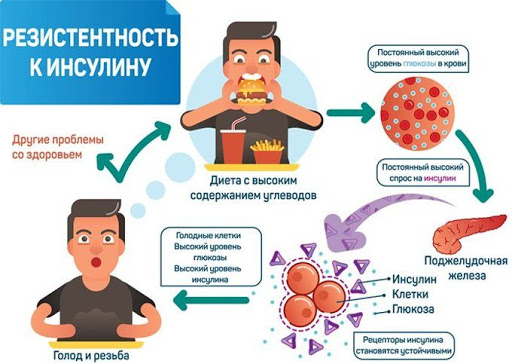 РЕЗИСТЕНТНОСТЬ
К ИНСУЛИНУ
Другие проблемы
со здоровьем
Диета с высоким
содержанием углеводов
Постоянный высокий
уровень глюкозы в крови
Постоянный высокий
спрос на инсулин
Поджелудочная
железа
Инсулин
Клетки
Глюкоза
Рецепторы инсулина
становятся устойчивыми
Голодные клетки
Высокий уровень
глюкозы
Высокий уровень
инсулина
Голод и резьба